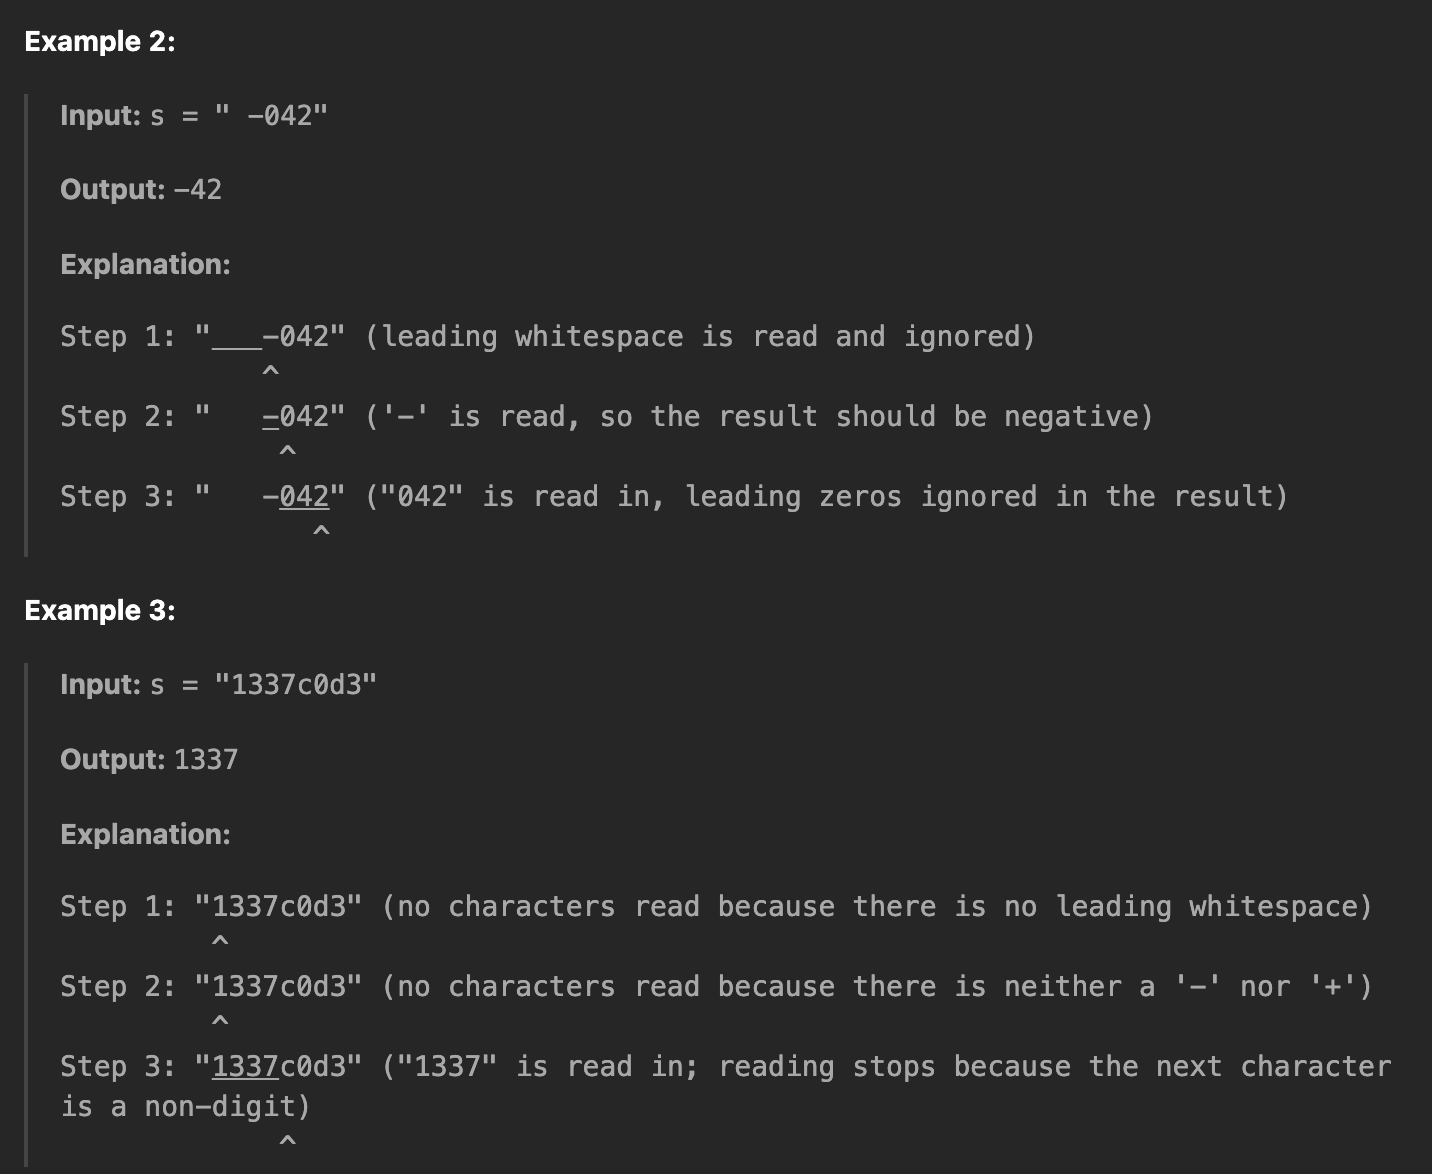 Example 2:
Input: s = " -042"
Output: -42
Explanation:
Step 1: "___-042" (leading whitespace is read and ignored)
            ^
Step 2: "   -042" ('-' is read, so the result should be negative)
             ^
Step 3: "   -042" ("042" is read in, leading zeros ignored in the result)
               ^
Example 3:
Input: s = "1337c0d3"
Output: 1337
Explanation:
Step 1: "1337c0d3" (no characters read because there is no leading whitespace)
         ^
Step 2: "1337c0d3" (no characters read because there is neither a '-' nor '+')
         ^
Step 3: "1337c0d3" ("1337" is read in; reading stops because the next character
is a non-digit)
             ^